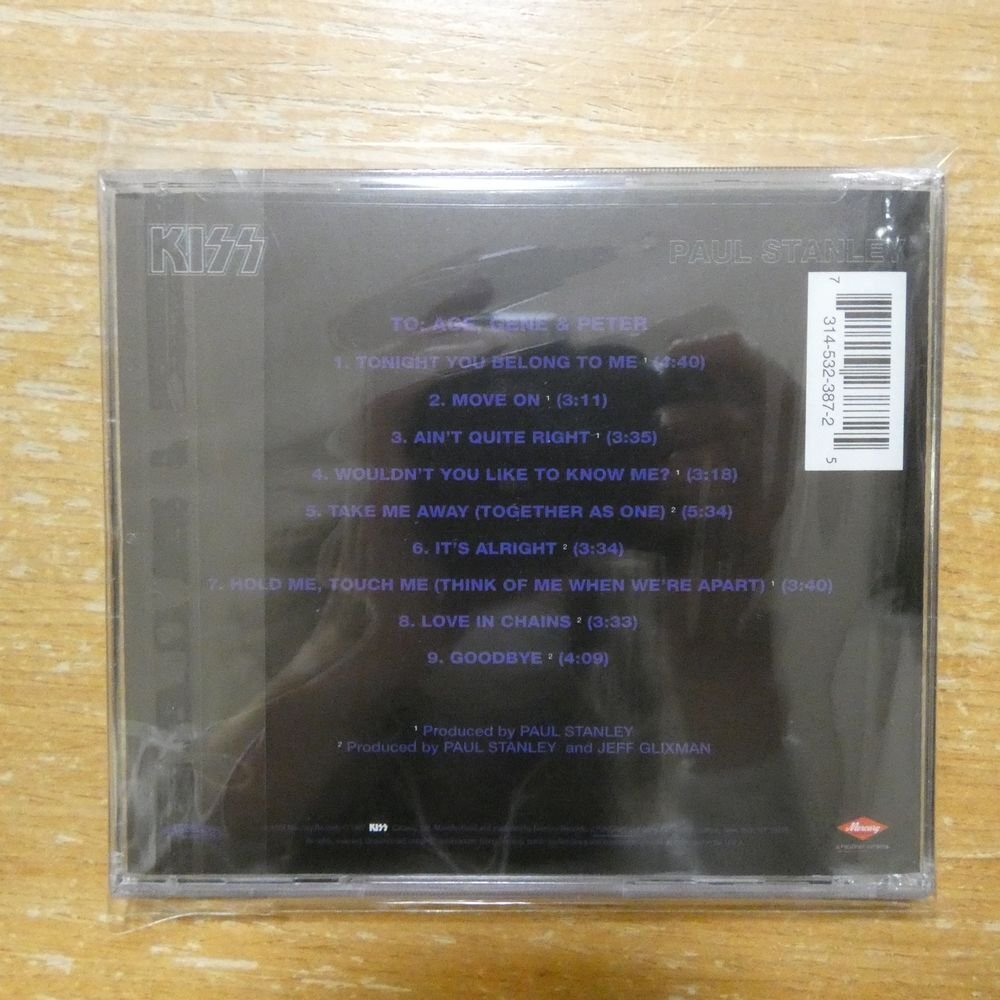 KISS
PAUL STANLEY
TO: ACE, GENE & PETER
1. TONIGHT YOU BELONG TO ME ¹ (4:40)
2. MOVE ON ¹ (3:11)
3. AIN'T QUITE RIGHT ¹ (3:35)
4. WOULDN'T YOU LIKE TO KNOW ME? ¹ (3:18)
5. TAKE ME AWAY (TOGETHER AS ONE) ² (5:34)
6. IT'S ALRIGHT ² (3:34)
7. HOLD ME, TOUCH ME (THINK OF ME WHEN WE'RE APART) ¹ (3:40)
8. LOVE IN CHAINS ² (3:33)
9. GOODBYE ² (4:09)
¹ Produced by PAUL STANLEY
² Produced by PAUL STANLEY and JEFF GLIXMAN
7 314-532-387-2 5
KISS
Mercury